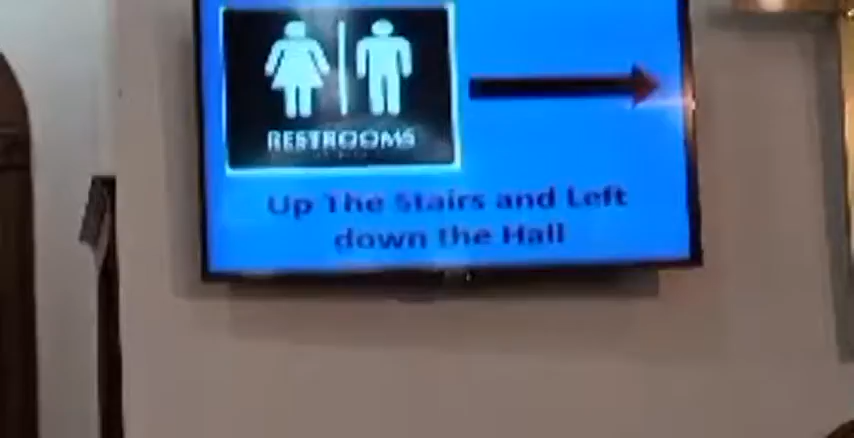 RESTROOMS
Up The Stairs and Left
down the Hall